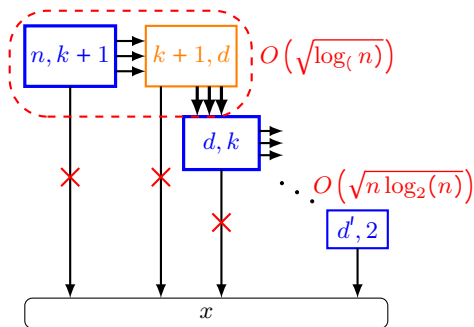 n, k + 1
k + 1, d
O(√log₍ n))
d, k
O(√n log₂(n))
d′, 2
x